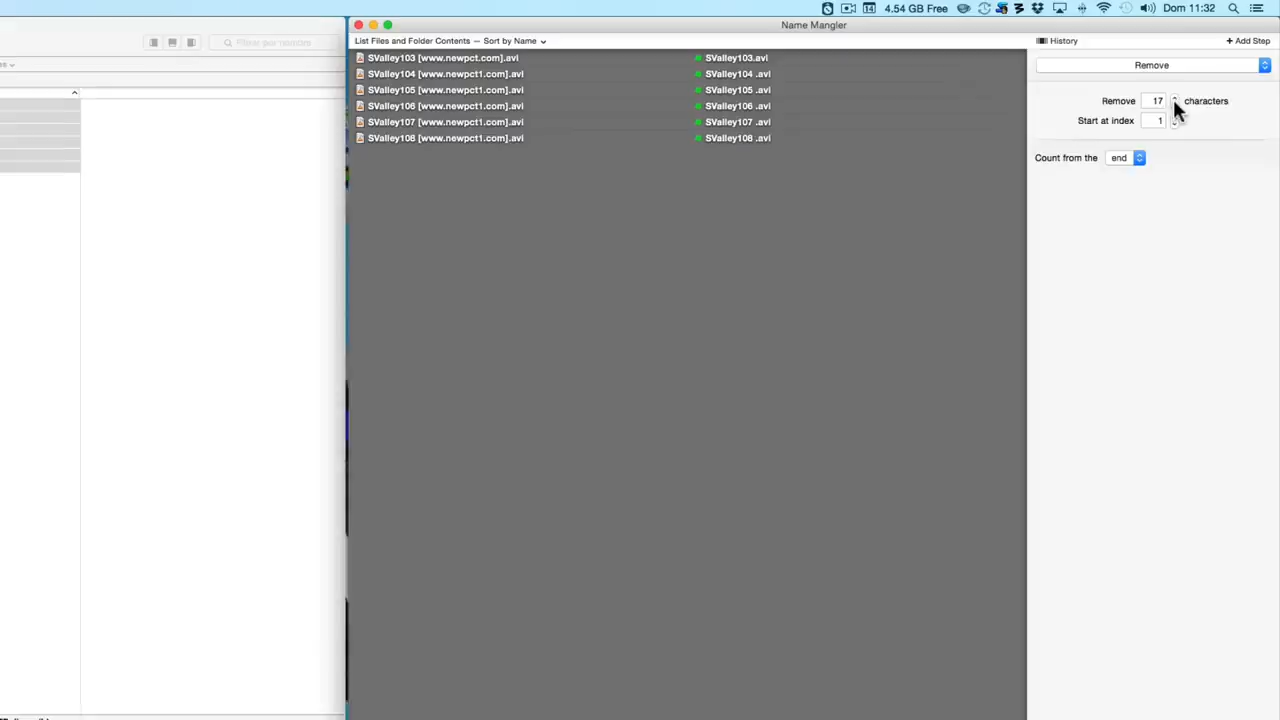 4.54 GB Free Dom 11:32
Name Mangler
List Files and Folder Contents — Sort by Name
History
+ Add Step
SValley103 [www.newpct.com].avi SValley103.avi
SValley104 [www.newpct1.com].avi SValley104 .avi
SValley105 [www.newpct1.com].avi SValley105 .avi
SValley106 [www.newpct1.com].avi SValley106 .avi
SValley107 [www.newpct1.com].avi SValley107 .avi
SValley108 [www.newpct1.com].avi SValley108 .avi
Remove
Remove 17 characters
Start at index 1
Count from the end